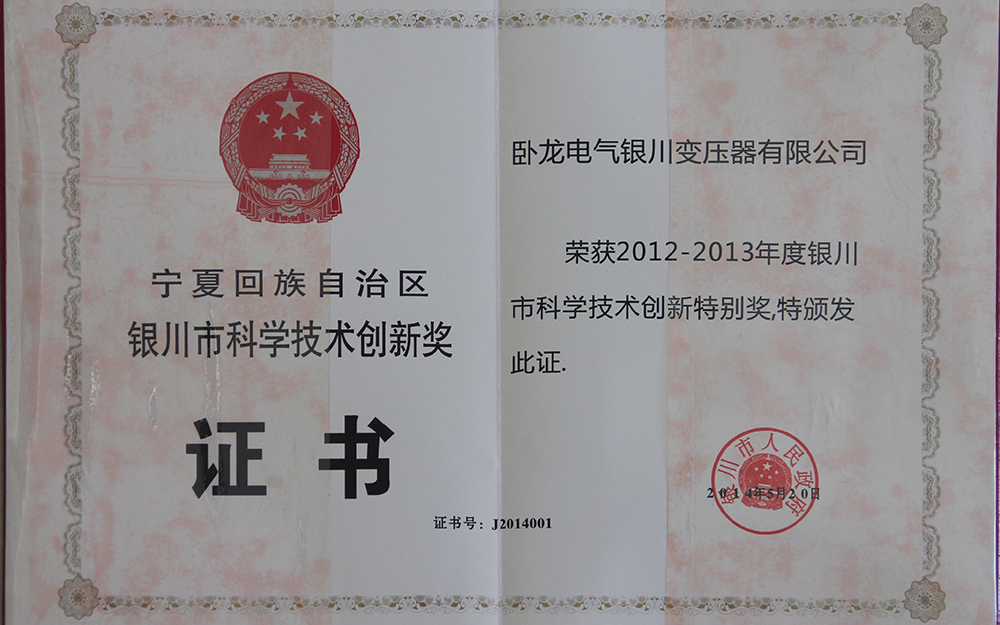 宁夏回族自治区
银川市科学技术创新奖
证书
证书号：J2014001
卧龙电气银川变压器有限公司
荣获2012-2013年度银川
市科学技术创新特别奖,特颁发
此证.
银川市人民政府
2014年5月20日